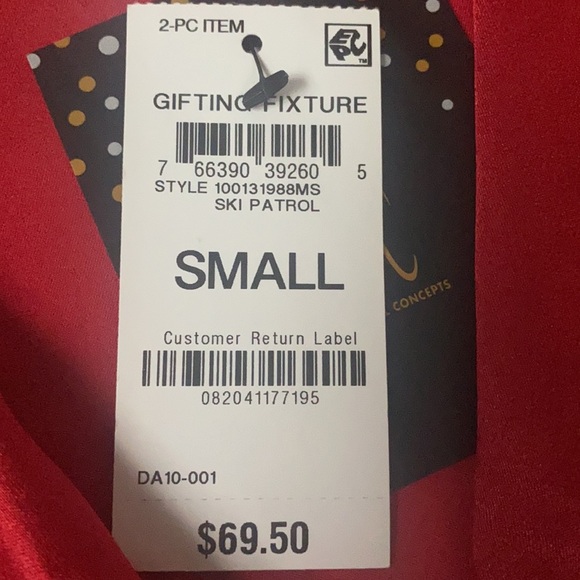 2-PC ITEM
EPC™
GIFTING FIXTURE
7 66390 39260 5
STYLE 100131988MS
SKI PATROL
SMALL
CONCEPTS
Customer Return Label
082041177195
DA10-001
$69.50